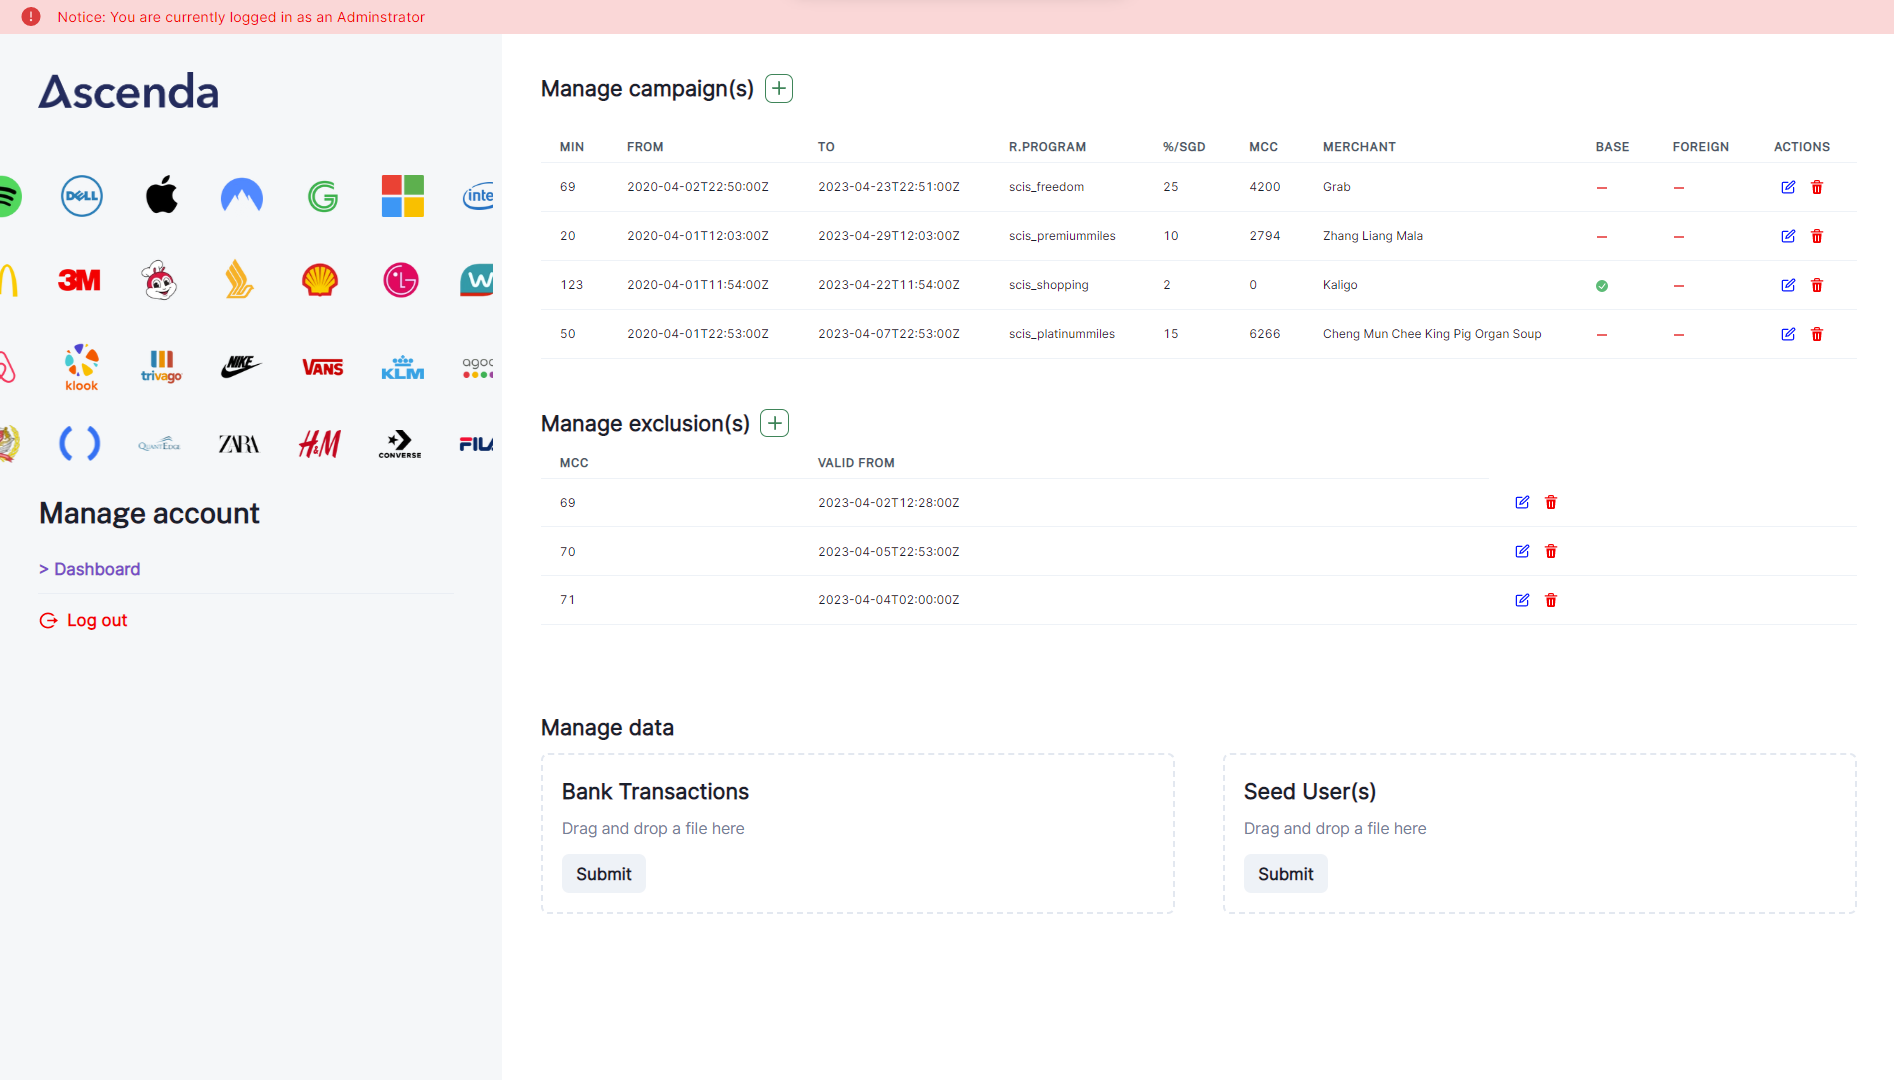 Notice: You are currently logged in as an Adminstrator
Ascenda
DELL
G
inte
3M
LG
W
klook
trivago
NIKE
VANS
KLM
agoc
QUANTEDGE
ZARA
H&M
CONVERSE
FILA
Manage account
> Dashboard
Log out
Manage campaign(s)
MIN FROM TO R.PROGRAM %/SGD MCC MERCHANT BASE FOREIGN ACTIONS
69 2020-04-02T22:50:00Z 2023-04-23T22:51:00Z scis_freedom 25 4200 Grab
20 2020-04-01T12:03:00Z 2023-04-29T12:03:00Z scis_premiummiles 10 2794 Zhang Liang Mala
123 2020-04-01T11:54:00Z 2023-04-22T11:54:00Z scis_shopping 2 0 Kaligo
50 2020-04-01T22:53:00Z 2023-04-07T22:53:00Z scis_platinummiles 15 6266 Cheng Mun Chee King Pig Organ Soup
Manage exclusion(s)
MCC VALID FROM
69 2023-04-02T12:28:00Z
70 2023-04-05T22:53:00Z
71 2023-04-04T02:00:00Z
Manage data
Bank Transactions
Drag and drop a file here
Submit
Seed User(s)
Drag and drop a file here
Submit